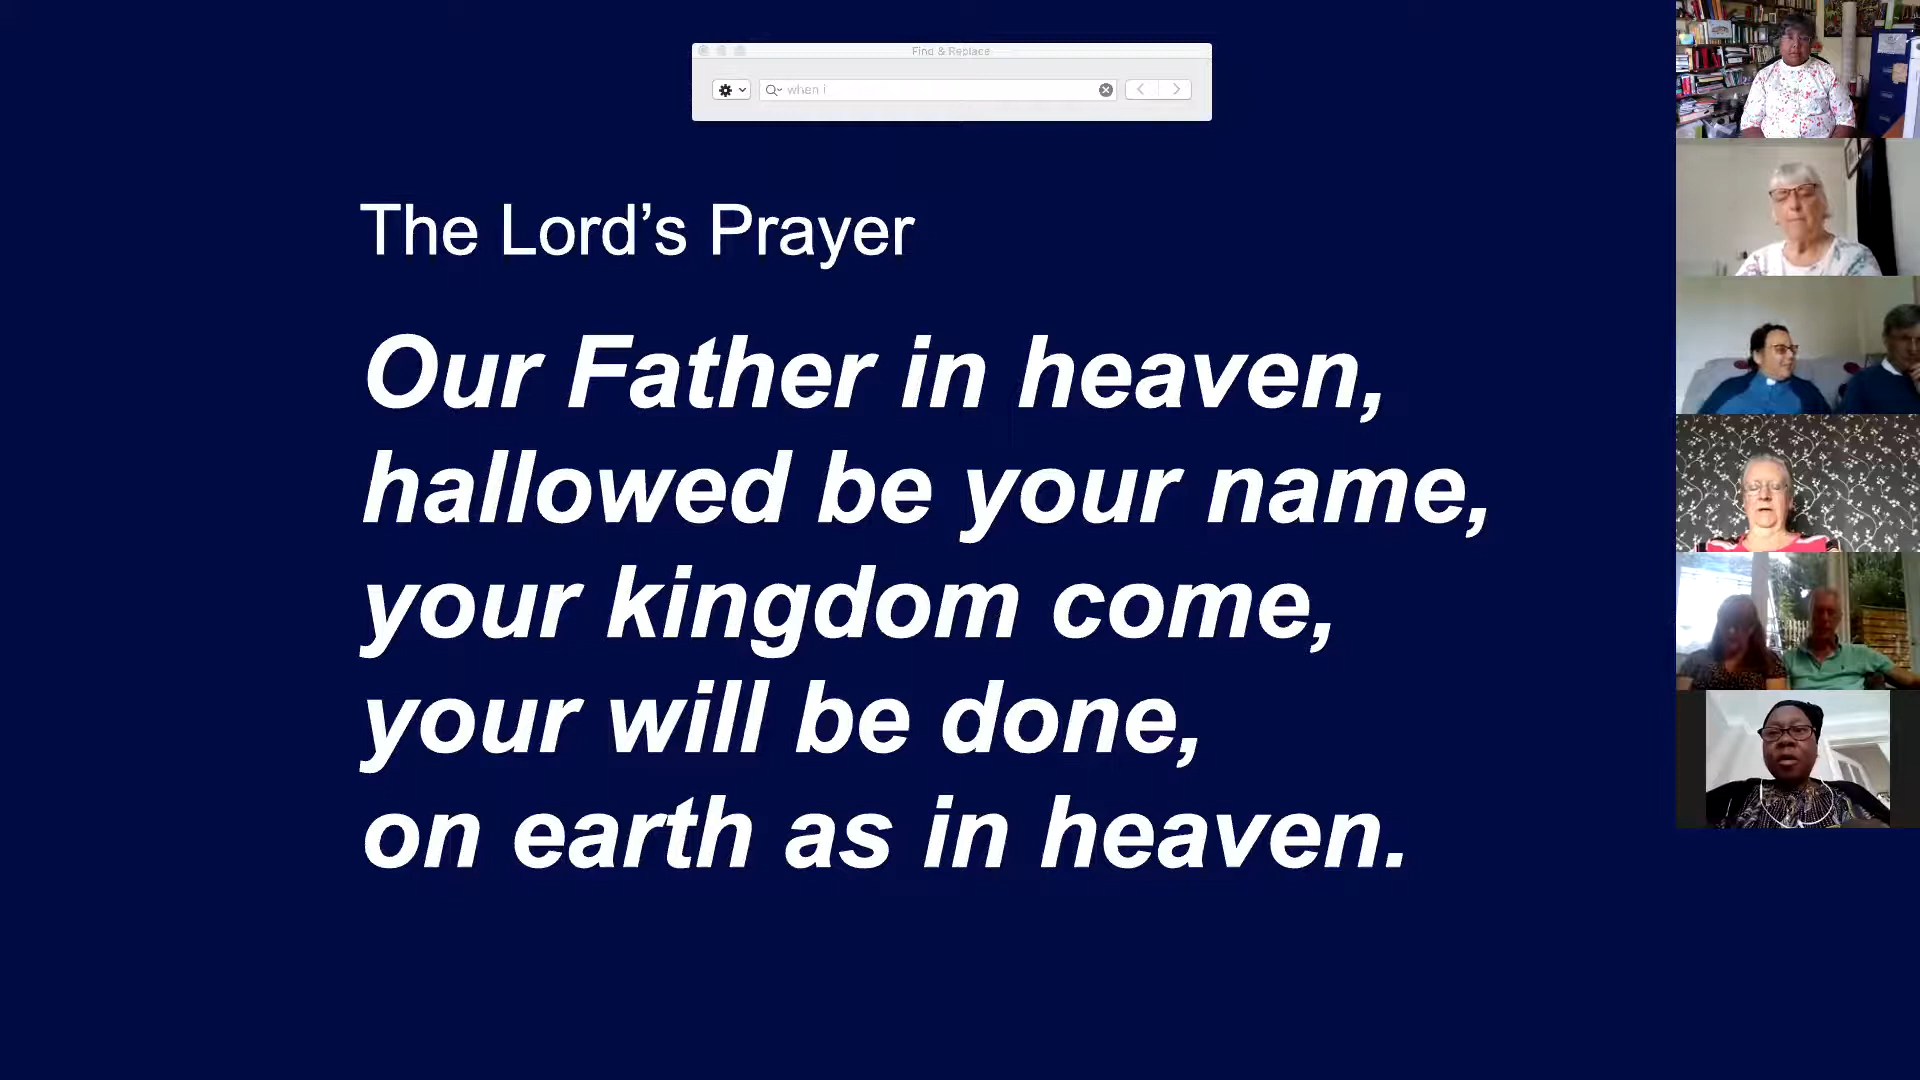 Find & Replace
when i
The Lord’s Prayer
Our Father in heaven,
hallowed be your name,
your kingdom come,
your will be done,
on earth as in heaven.